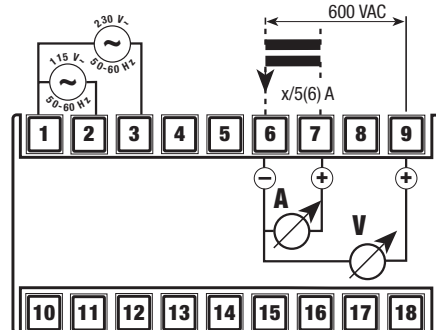 230 V~
50-60 Hz
115 V~
50-60 Hz
600 VAC
x/5(6) A
1 2 3 4 5 6 7 8 9
− + +
A
V
10 11 12 13 14 15 16 17 18